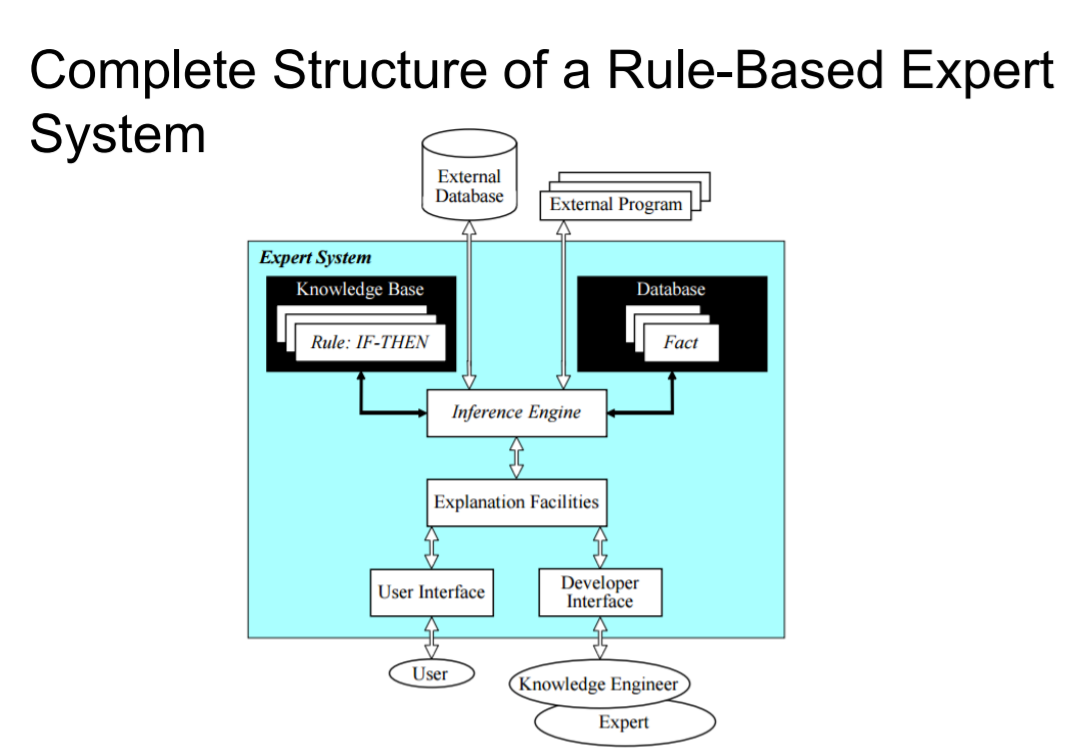 Complete Structure of a Rule-Based Expert
System
External
Database
External Program
Expert System
Knowledge Base
Rule: IF-THEN
Database
Fact
Inference Engine
Explanation Facilities
User Interface
Developer
Interface
User
Knowledge Engineer
Expert